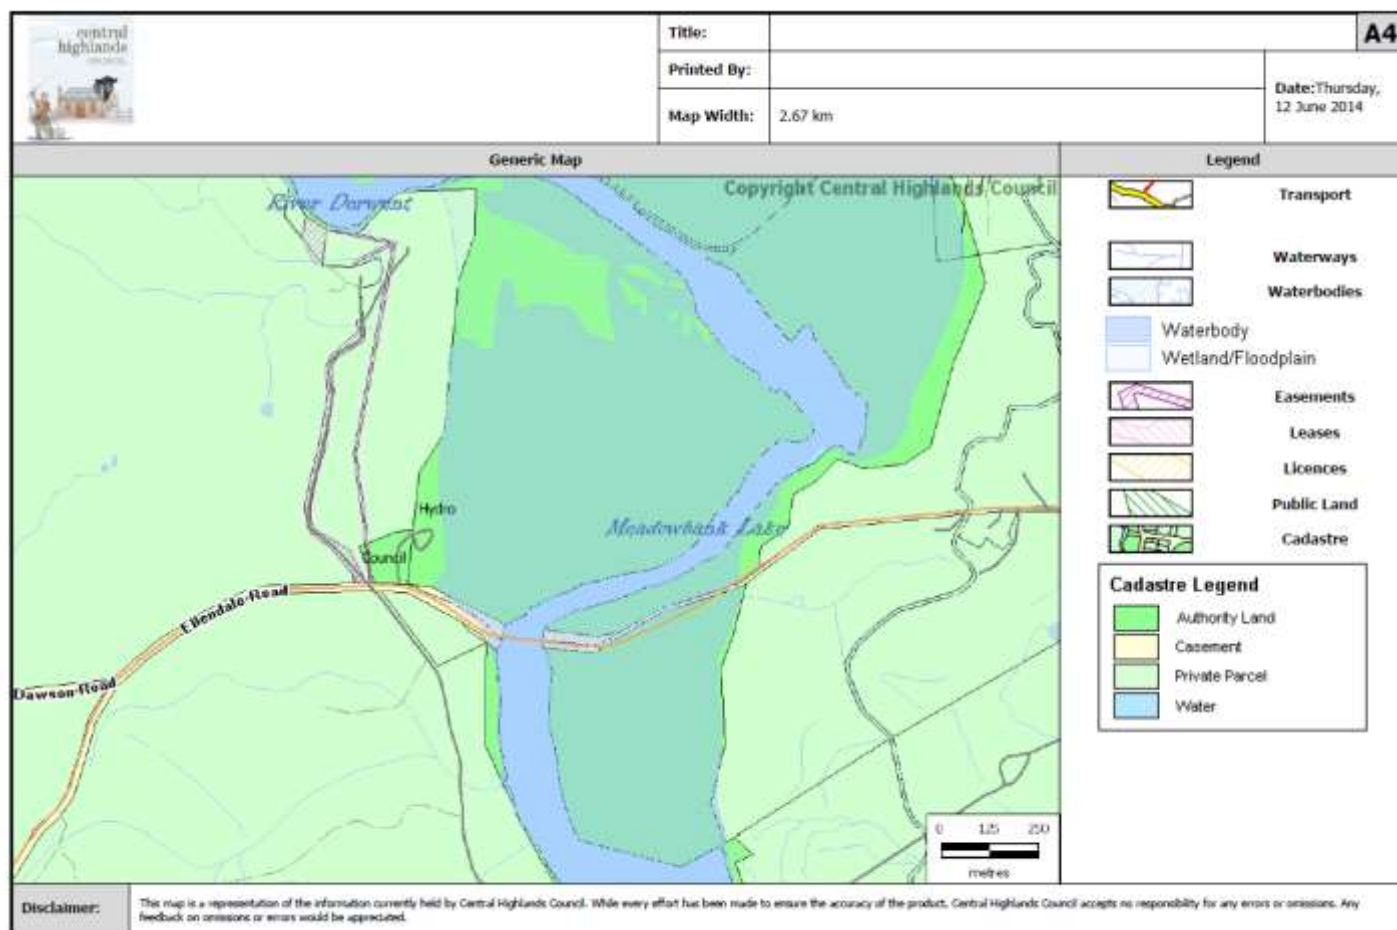 central
highlands
COUNCIL
Title:
A4
Printed By:
Date:Thursday,
12 June 2014
Map Width: 2.67 km
Generic Map
Legend
Copyright Central Highlands Council
River Derwent
Hydro
Meadowbank Lake
Council
Ellendale Road
Dawson Road
0 125 250
metres
Transport
Waterways
Waterbodies
Waterbody
Wetland/Floodplain
Easements
Leases
Licences
Public Land
Cadastre
Cadastre Legend
Authority Land
Casement
Private Parcel
Water
Disclaimer:
This map is a representation of the information currently held by Central Highlands Council. While every effort has been made to ensure the accuracy of the product, Central Highlands Council accepts no responsibility for any errors or omissions. Any
feedback on omissions or errors would be appreciated.